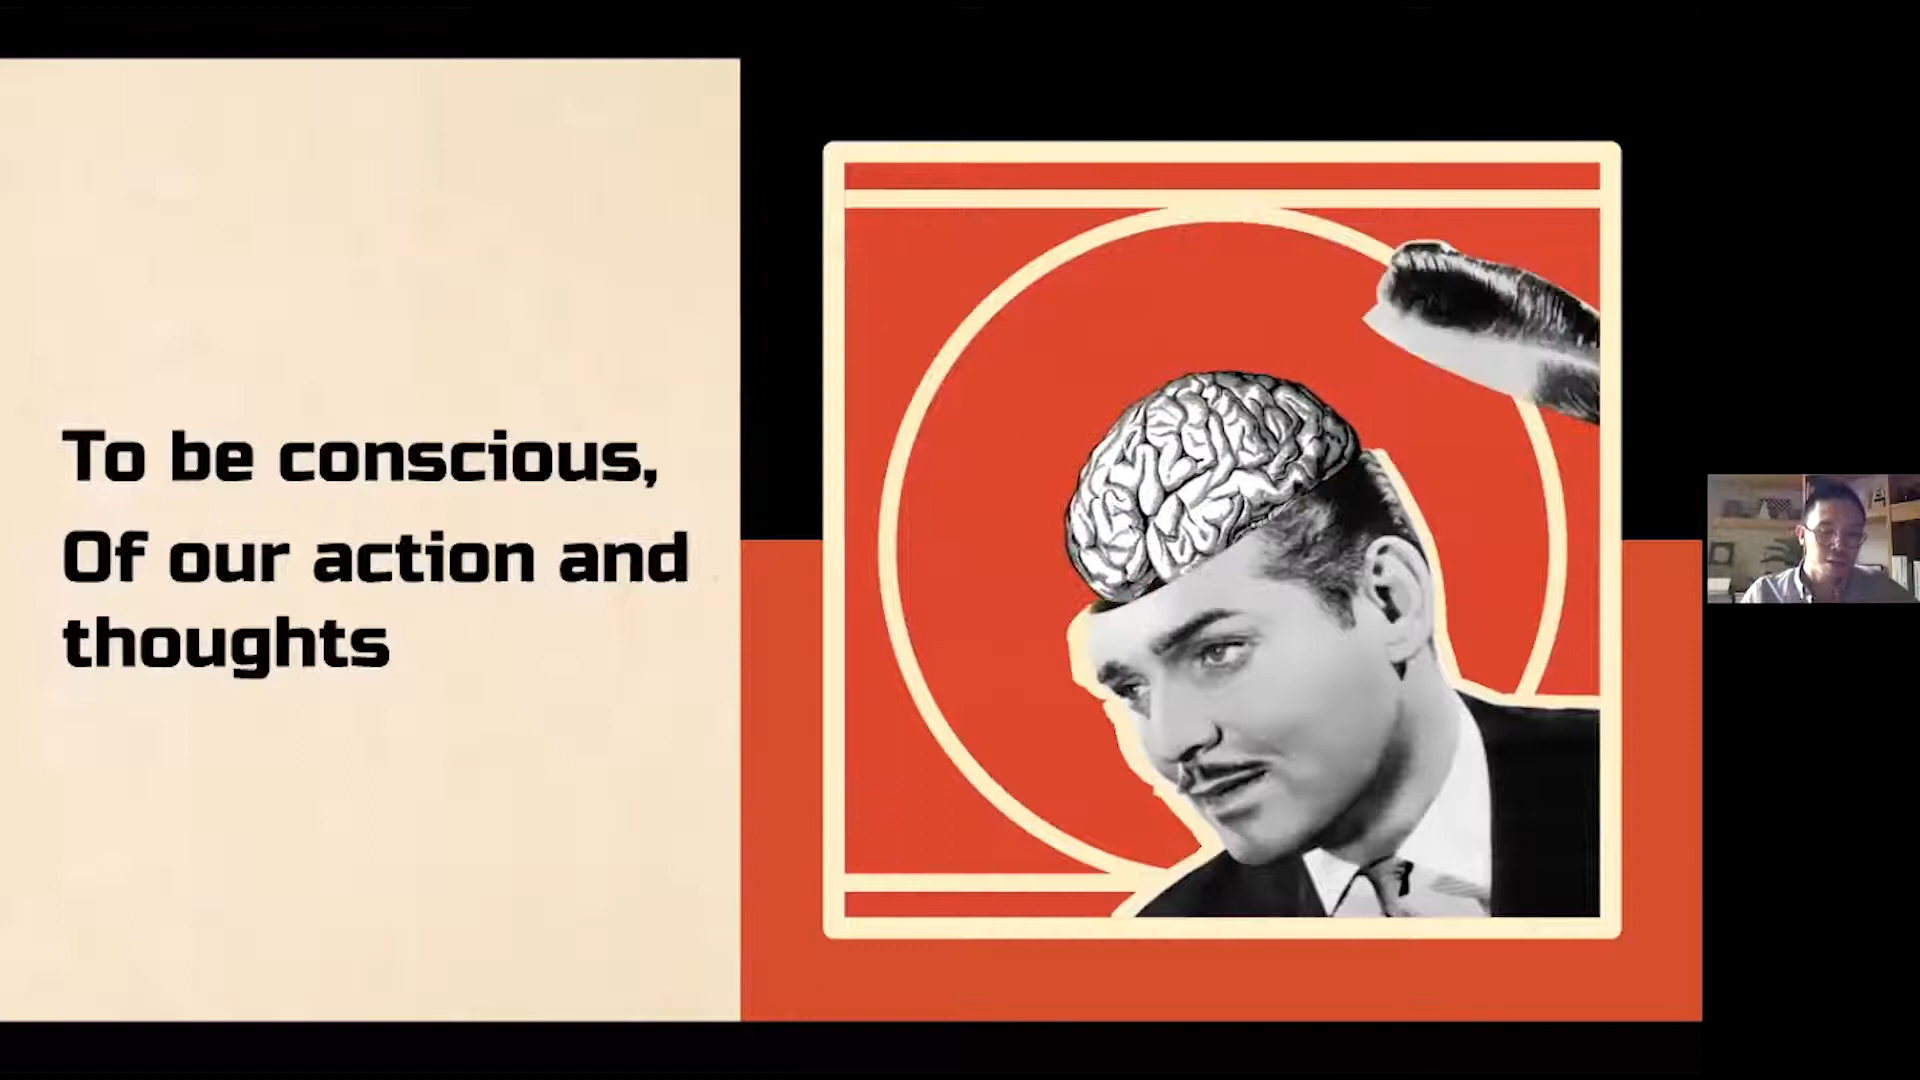 To be conscious,
Of our action and
thoughts